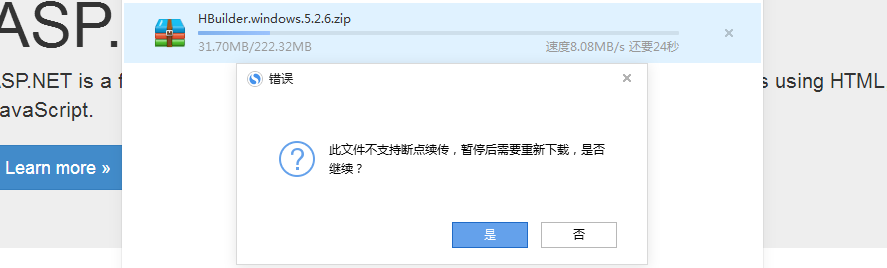 ASP.
HBuilder.windows.5.2.6.zip
31.70MB/222.32MB
速度8.08MB/s 还要24秒
ASP.NET is a f
s using HTML
JavaScript.
Learn more »
错误
此文件不支持断点续传，暂停后需要重新下载，是否
继续？
是
否